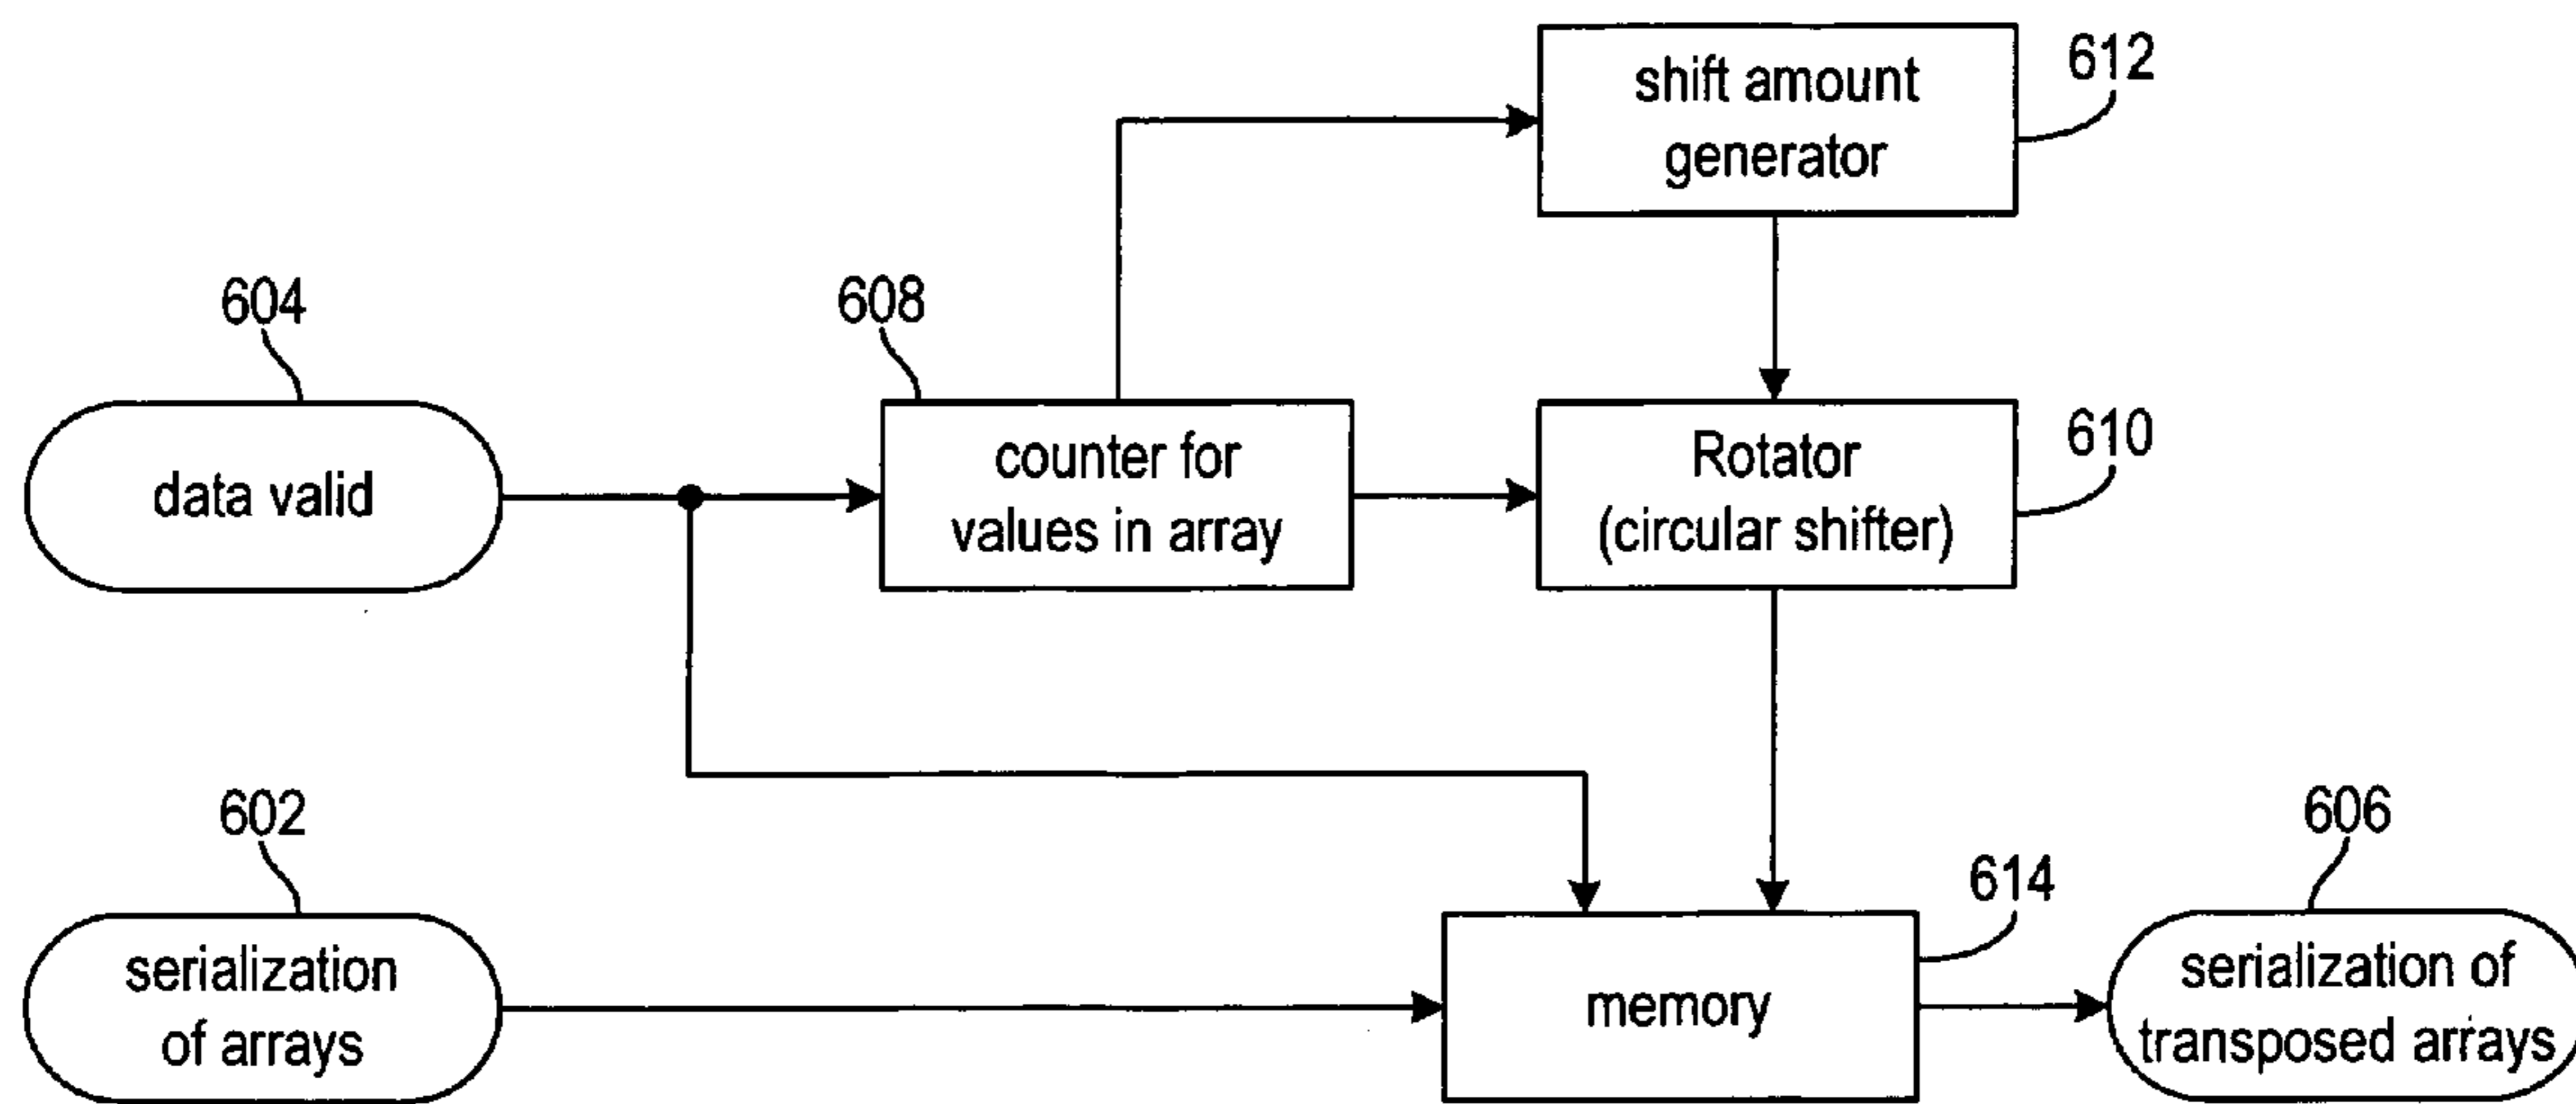 612
shift amount
generator
604
608
610
data valid
counter for
values in array
Rotator
(circular shifter)
602
614
606
serialization
of arrays
memory
serialization of
transposed arrays